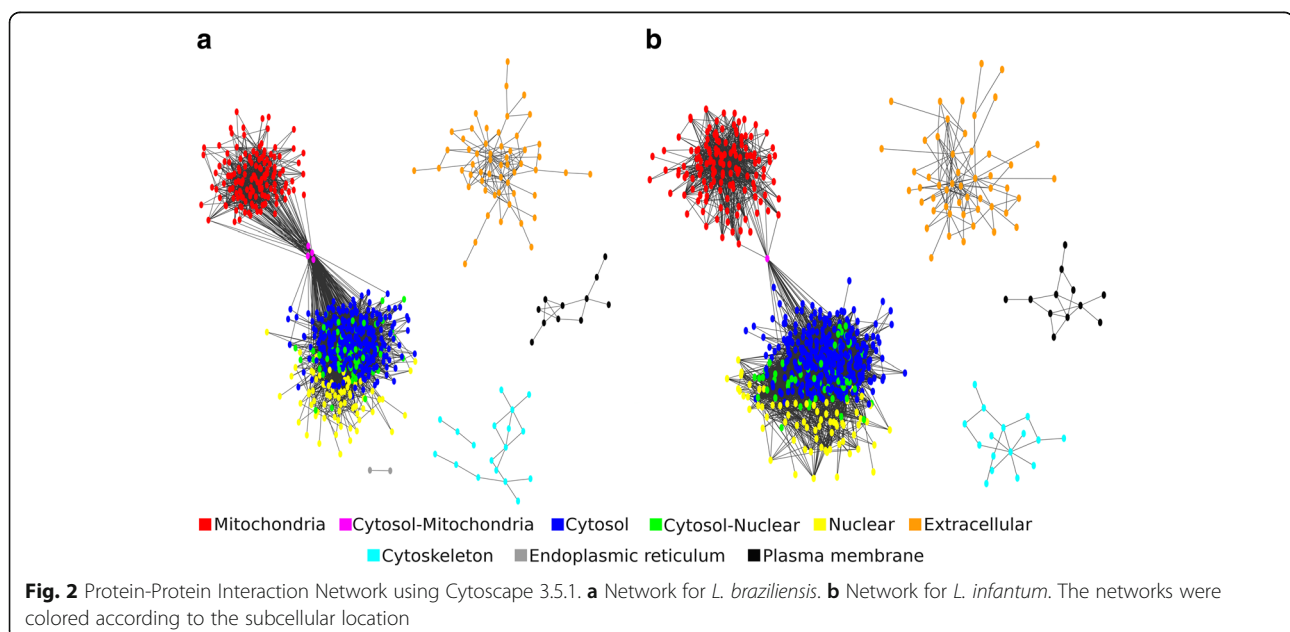 a
b
Mitochondria Cytosol-Mitochondria Cytosol Cytosol-Nuclear Nuclear Extracellular
Cytoskeleton Endoplasmic reticulum Plasma membrane
Fig. 2 Protein-Protein Interaction Network using Cytoscape 3.5.1. a Network for L. braziliensis. b Network for L. infantum. The networks were
colored according to the subcellular location